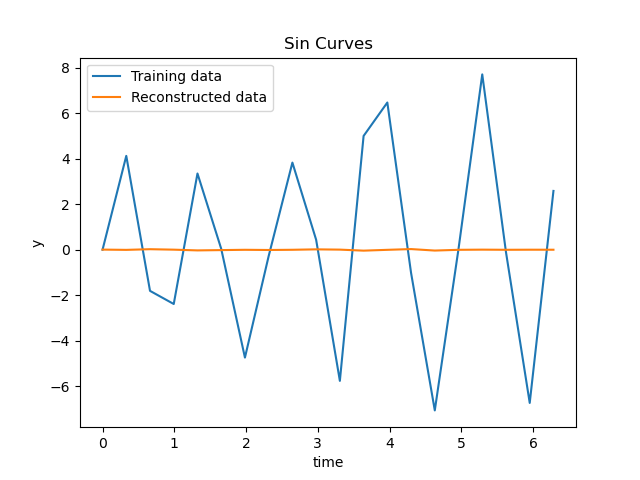 Sin Curves
Training data
Reconstructed data
8
6
4
2
0
−2
−4
−6
y
0 1 2 3 4 5 6
time